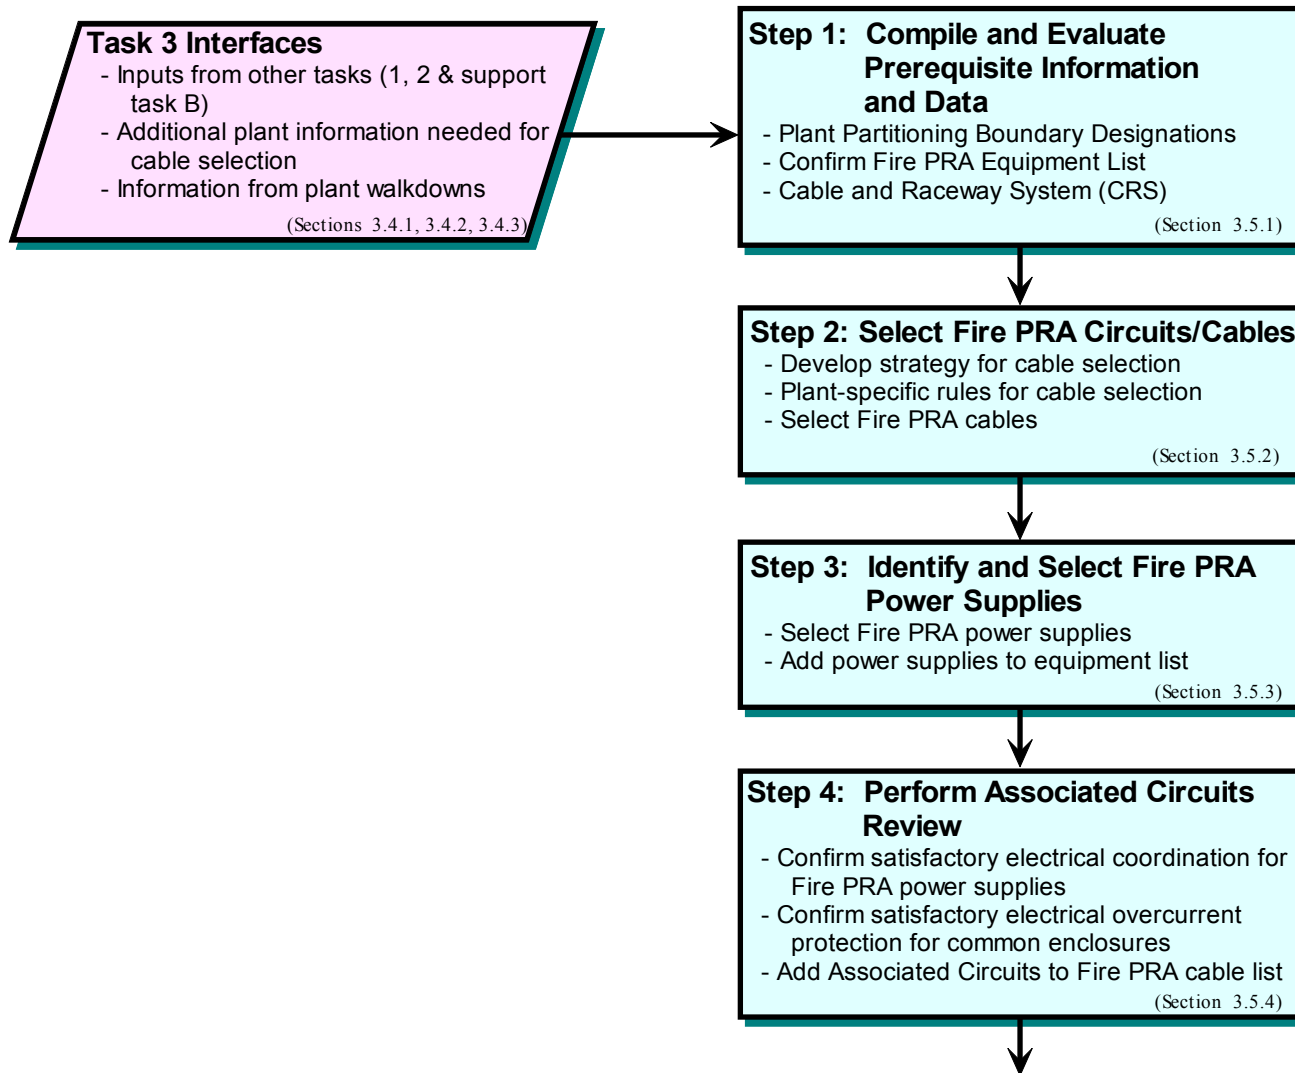 Task 3 Interfaces
- Inputs from other tasks (1, 2 & support
task B)
- Additional plant information needed for
cable selection
- Information from plant walkdowns
(Sections 3.4.1, 3.4.2, 3.4.3)
Step 1: Compile and Evaluate
Prerequisite Information
and Data
- Plant Partitioning Boundary Designations
- Confirm Fire PRA Equipment List
- Cable and Raceway System (CRS)
(Section 3.5.1)
Step 2: Select Fire PRA Circuits/Cables
- Develop strategy for cable selection
- Plant-specific rules for cable selection
- Select Fire PRA cables
(Section 3.5.2)
Step 3: Identify and Select Fire PRA
Power Supplies
- Select Fire PRA power supplies
- Add power supplies to equipment list
(Section 3.5.3)
Step 4: Perform Associated Circuits
Review
- Confirm satisfactory electrical coordination for
Fire PRA power supplies
- Confirm satisfactory electrical overcurrent
protection for common enclosures
- Add Associated Circuits to Fire PRA cable list
(Section 3.5.4)